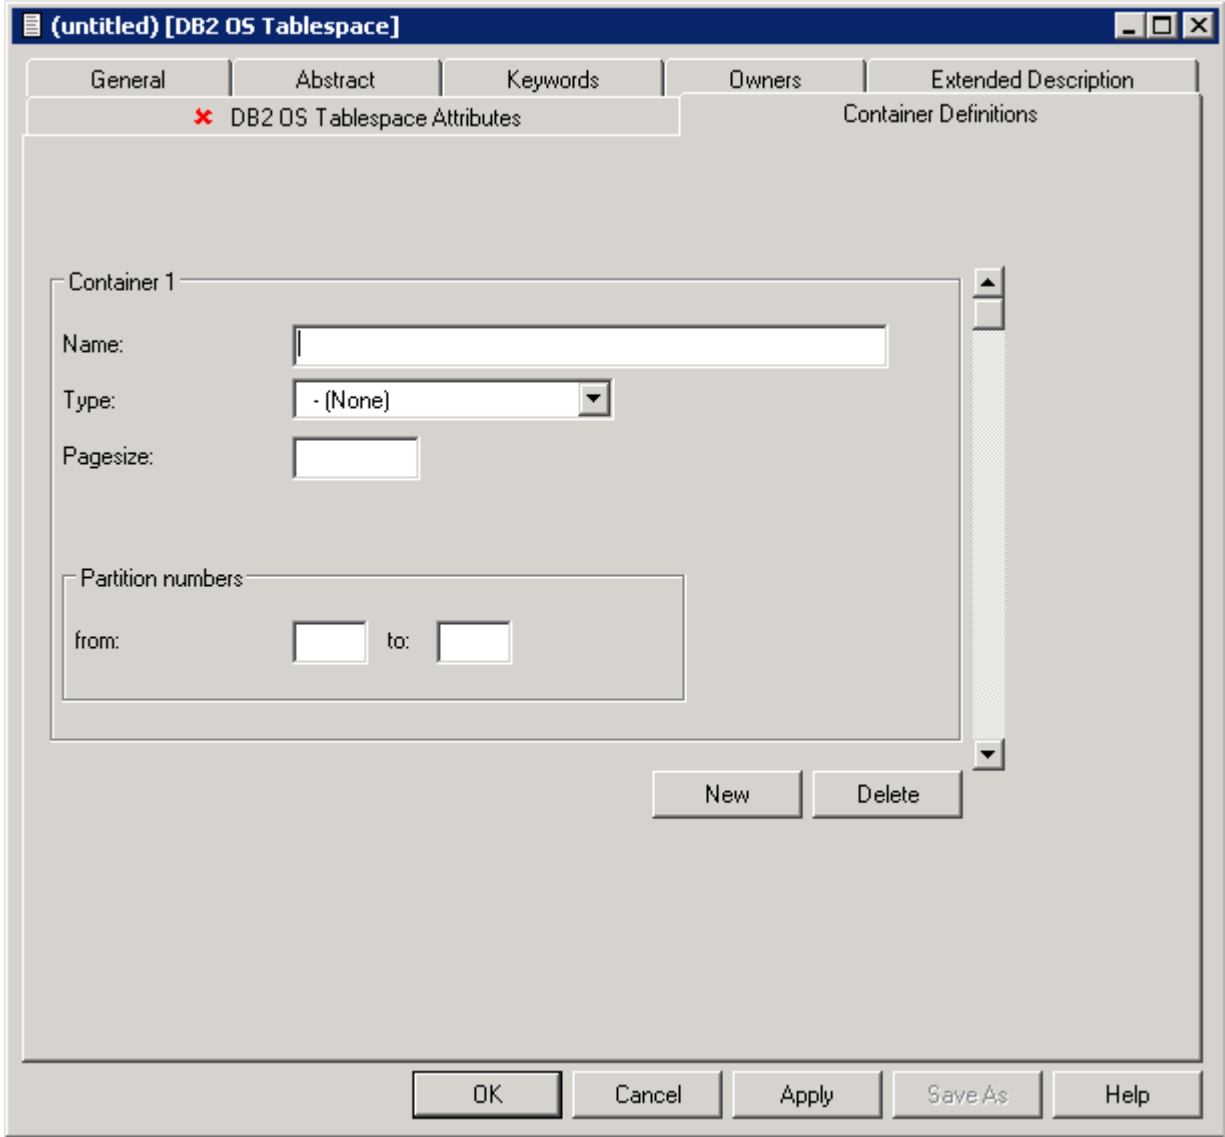 (untitled) [DB2 OS Tablespace]
General Abstract Keywords Owners Extended Description
DB2 OS Tablespace Attributes Container Definitions
Container 1
Name:
Type: - (None)
Pagesize:
Partition numbers
from: to:
New Delete
OK Cancel Apply Save As Help